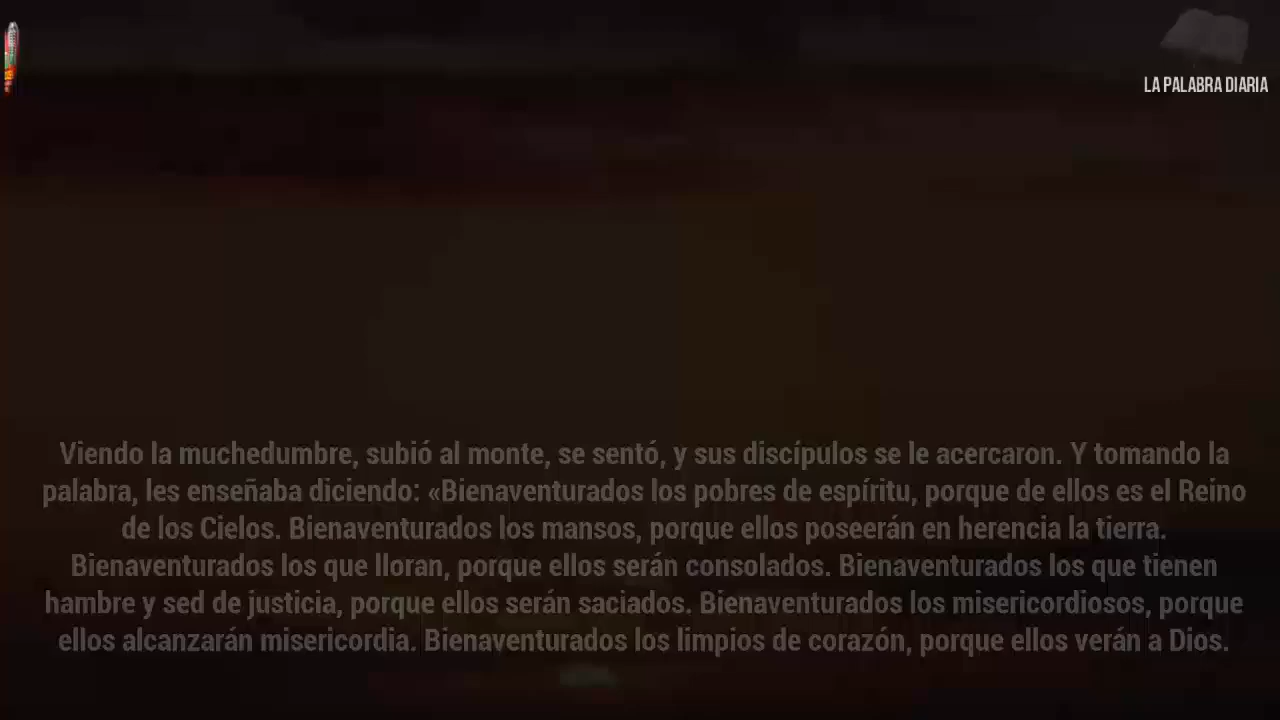 LA PALABRA DIARIA
Viendo la muchedumbre, subió al monte, se sentó, y sus discípulos se le acercaron. Y tomando la
palabra, les enseñaba diciendo: «Bienaventurados los pobres de espíritu, porque de ellos es el Reino
de los Cielos. Bienaventurados los mansos, porque ellos poseerán en herencia la tierra.
Bienaventurados los que lloran, porque ellos serán consolados. Bienaventurados los que tienen
hambre y sed de justicia, porque ellos serán saciados. Bienaventurados los misericordiosos, porque
ellos alcanzarán misericordia. Bienaventurados los limpios de corazón, porque ellos verán a Dios.